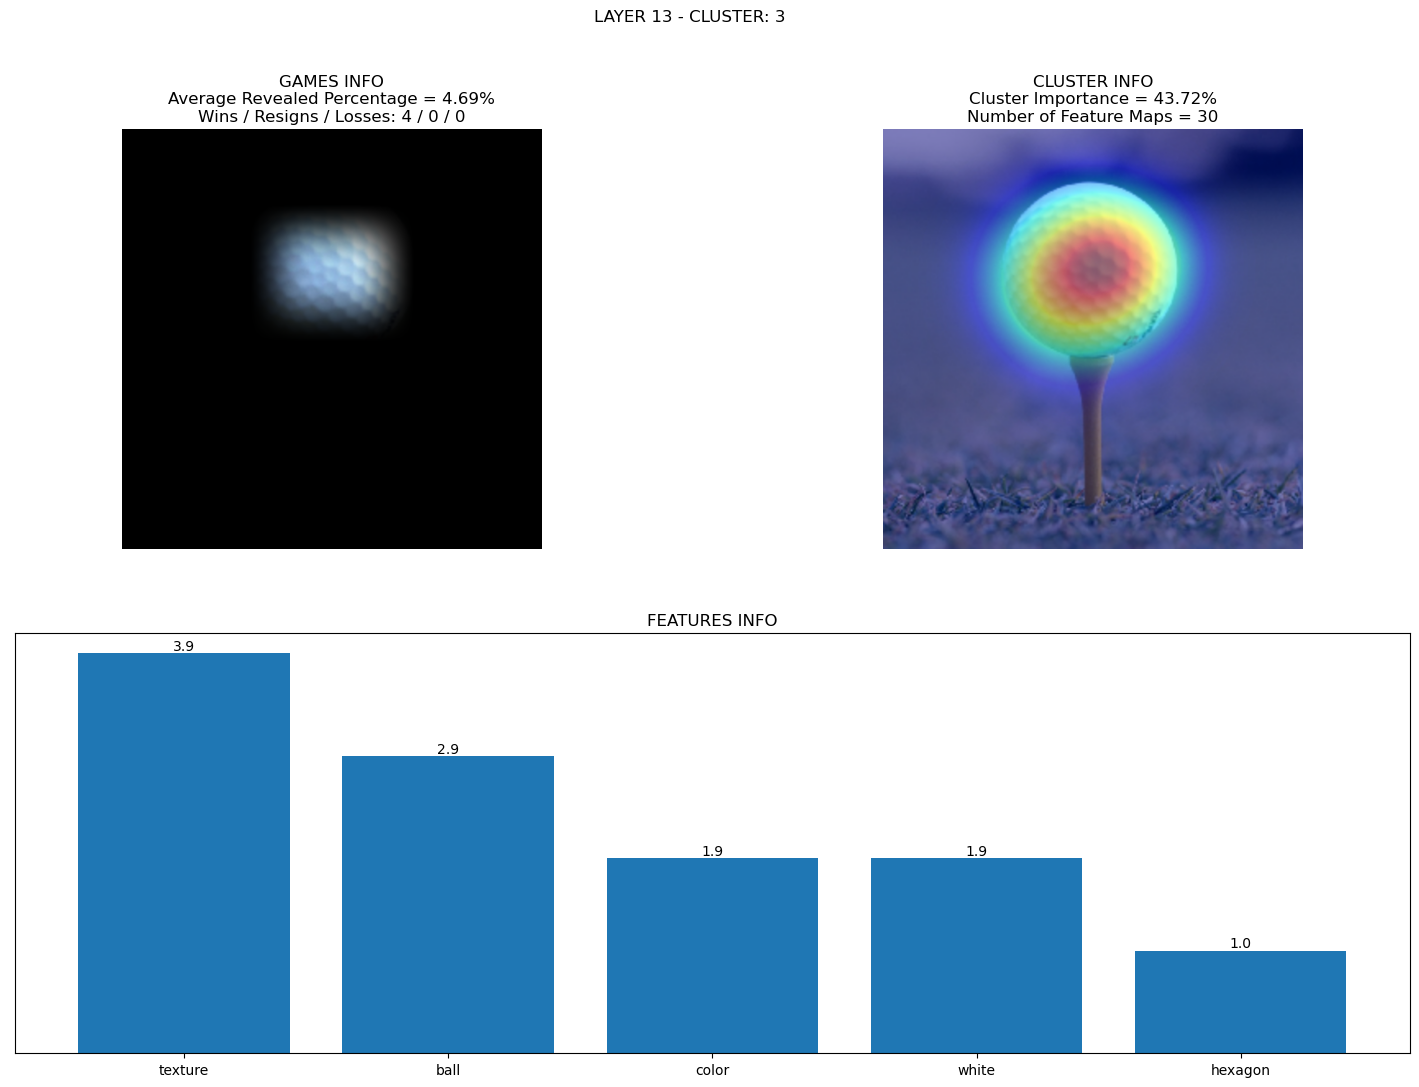 LAYER 13 - CLUSTER: 3
GAMES INFO
Average Revealed Percentage = 4.69%
Wins / Resigns / Losses: 4 / 0 / 0
CLUSTER INFO
Cluster Importance = 43.72%
Number of Feature Maps = 30
FEATURES INFO
3.9
2.9
1.9
1.9
1.0
texture
ball
color
white
hexagon